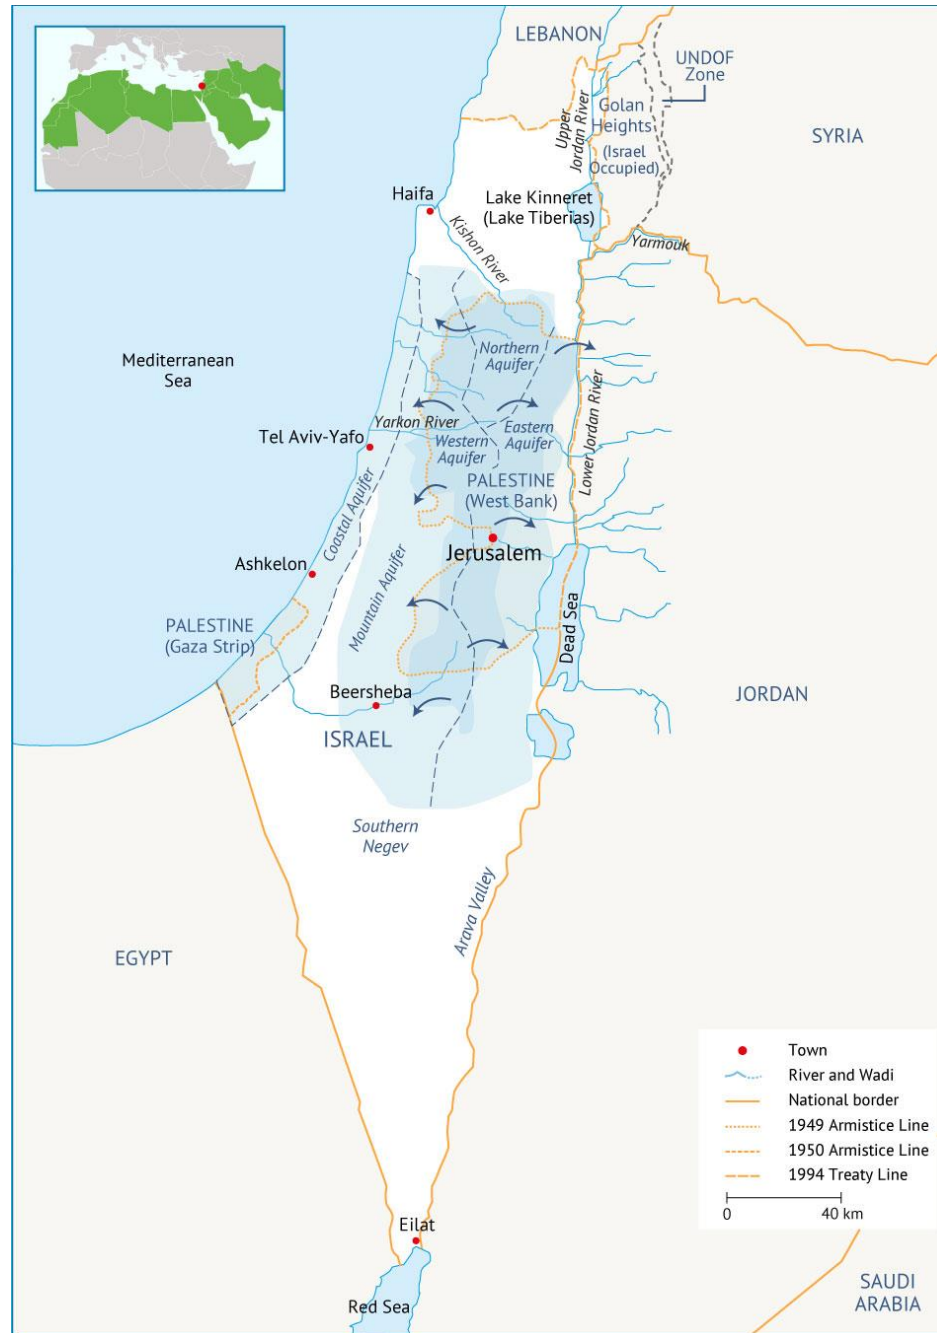 LEBANON
UNDOF
Zone
Golan
Heights
(Israel
Occupied)
Upper
Jordan River
SYRIA
Haifa
Lake Kinneret
(Lake Tiberias)
Kishon River
Yarmouk
Mediterranean
Sea
Northern
Aquifer
Lower Jordan River
Yarkon River
Eastern
Aquifer
Tel Aviv-Yafo
Western
Aquifer
PALESTINE
(West Bank)
Coastal Aquifer
Jerusalem
Ashkelon
Mountain Aquifer
PALESTINE
(Gaza Strip)
Dead Sea
Beersheba
JORDAN
ISRAEL
Southern
Negev
Arava Valley
EGYPT
Town
River and Wadi
National border
1949 Armistice Line
1950 Armistice Line
1994 Treaty Line
0 40 km
Eilat
Red Sea
SAUDI
ARABIA